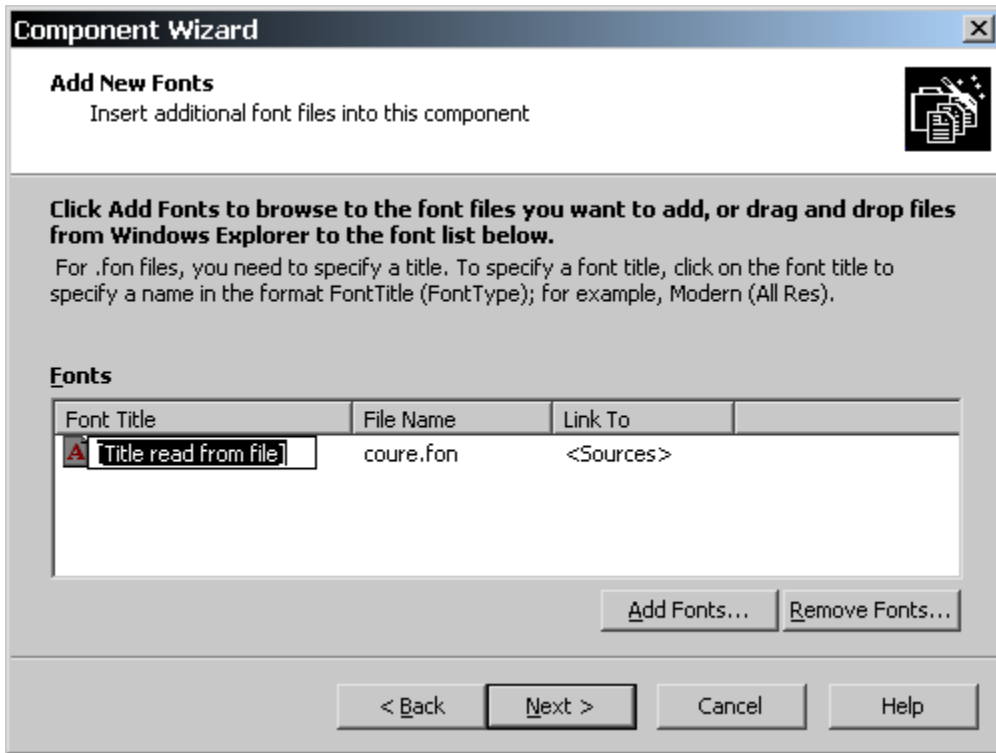 Component Wizard
Add New Fonts
Insert additional font files into this component
Click Add Fonts to browse to the font files you want to add, or drag and drop files
from Windows Explorer to the font list below.
For .fon files, you need to specify a title. To specify a font title, click on the font title to
specify a name in the format FontTitle (FontType); for example, Modern (All Res).
Fonts
Font Title File Name Link To
A [Title read from file] coure.fon <Sources>
Add Fonts... Remove Fonts...
< Back Next > Cancel Help